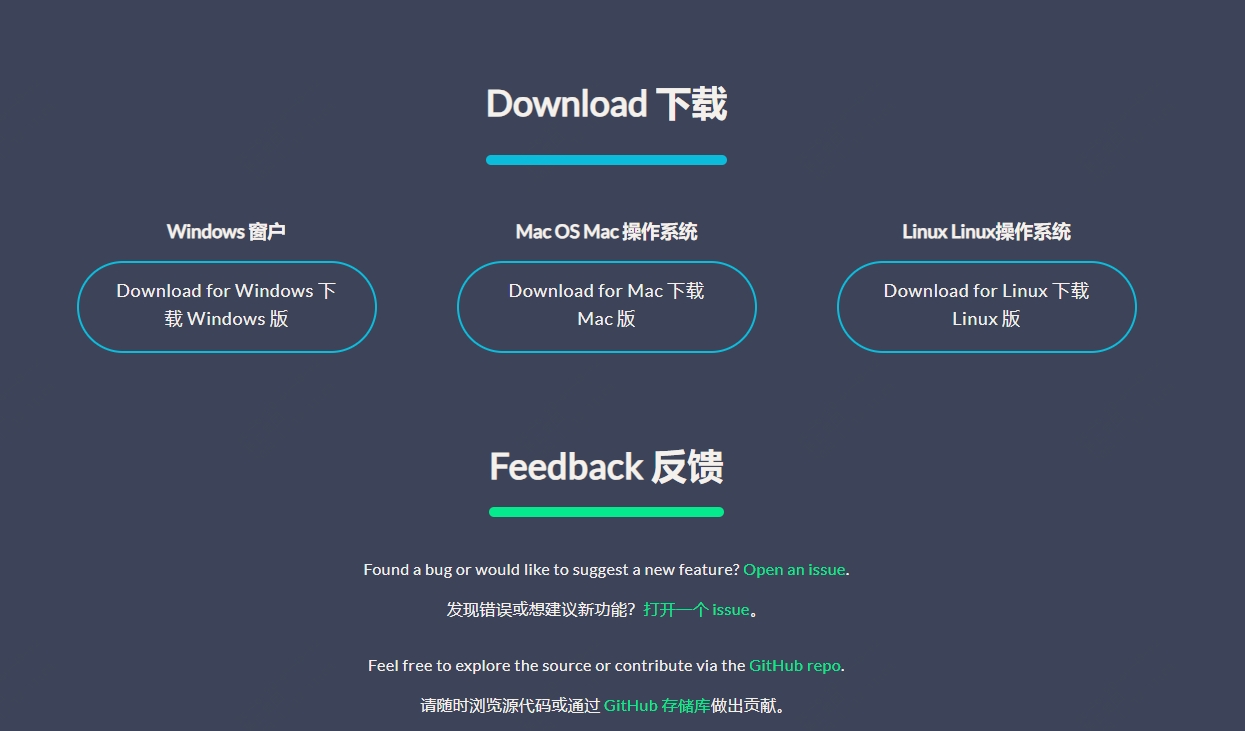 Download 下载
Windows 窗户
Mac OS Mac 操作系统
Linux Linux操作系统
Download for Windows 下
载 Windows 版
Download for Mac 下载
Mac 版
Download for Linux 下载
Linux 版
Feedback 反馈
Found a bug or would like to suggest a new feature? Open an issue.
发现错误或想建议新功能？打开一个 issue。
Feel free to explore the source or contribute via the GitHub repo.
请随时浏览源代码或通过 GitHub 存储库做出贡献。